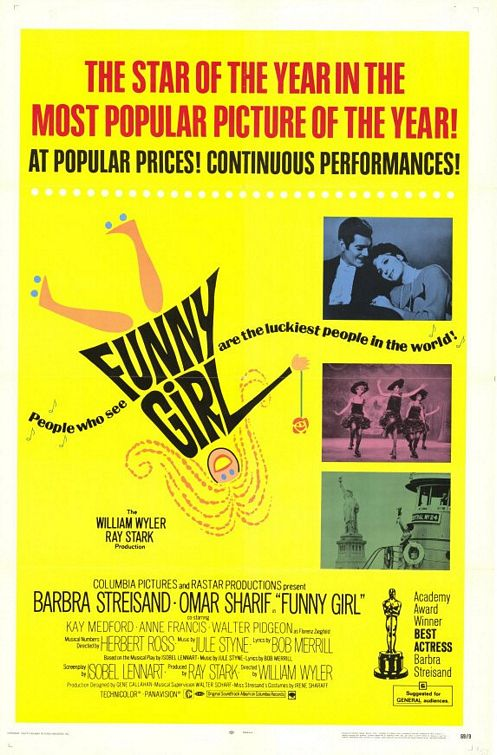 THE STAR OF THE YEAR IN THE
MOST POPULAR PICTURE OF THE YEAR!
AT POPULAR PRICES! CONTINUOUS PERFORMANCES!
People who see
FUNNY
GIRL
are the luckiest people in the world!
The
WILLIAM WYLER
RAY STARK
Production
COLUMBIA PICTURES and RASTAR PRODUCTIONS present
BARBRA STREISAND · OMAR SHARIF in "FUNNY GIRL"
co-starring
KAY MEDFORD · ANNE FRANCIS · WALTER PIDGEON as Florenz Ziegfeld
Musical Numbers Directed by HERBERT ROSS Music by JULE STYNE Lyrics by BOB MERRILL
Based on the Musical Play by ISOBEL LENNART · Music by JULE STYNE · Lyrics by BOB MERRILL
Screenplay by ISOBEL LENNART Produced by RAY STARK Directed by WILLIAM WYLER
Production Designed by GENE CALLAHAN · Musical Supervision WALTER SCHARF · Miss Streisand's Costumes by IRENE SHARAFF
TECHNICOLOR® · PANAVISION® Original Soundtrack Album on Columbia Records
Academy
Award
Winner
BEST
ACTRESS
Barbra
Streisand
G
Suggested for
GENERAL audiences.
69/9